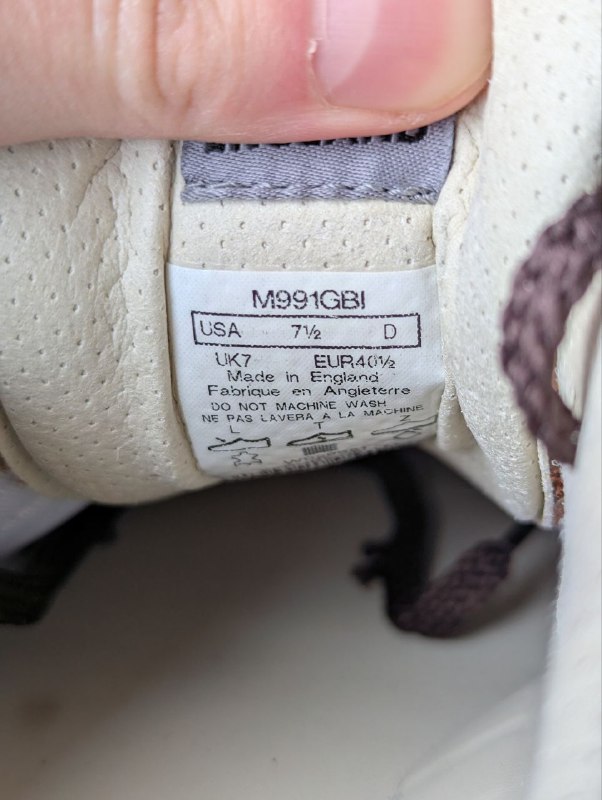 M991GBI
USA 7½ D
UK7 EUR40½
Made in England
Fabrique en Angleterre
DO NOT MACHINE WASH
NE PAS LAVERA A LA MACHINE
L T Z